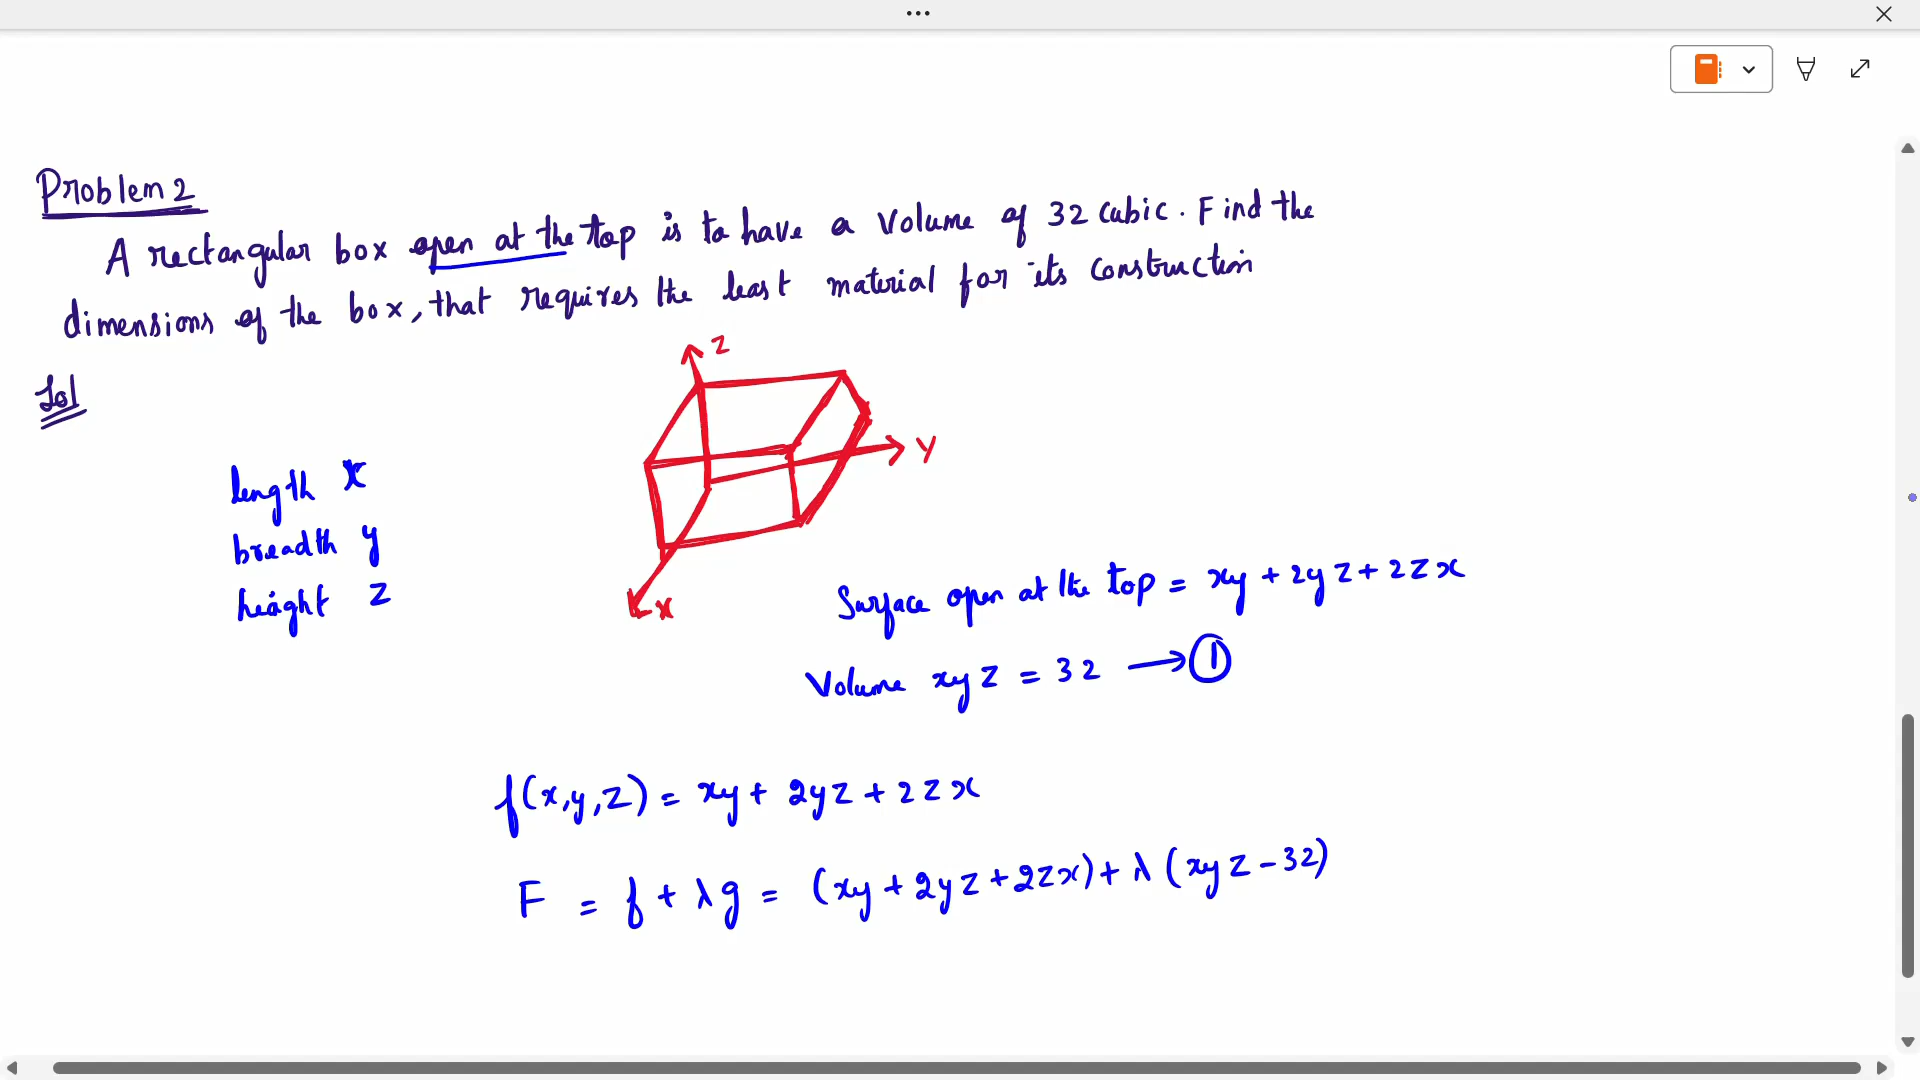 Problem 2
A rectangular box open at the top is to have a volume of 32 cubic. Find the
dimensions of the box, that requires the least material for its construction
Sol
z
y
x
length x
breadth y
height z
Surface open at the top = xy + 2yz + 2zx
Volume xyz = 32 → ①
f(x,y,z) = xy + 2yz + 2zx
F = f + λg = (xy + 2yz + 2zx) + λ (xyz - 32)